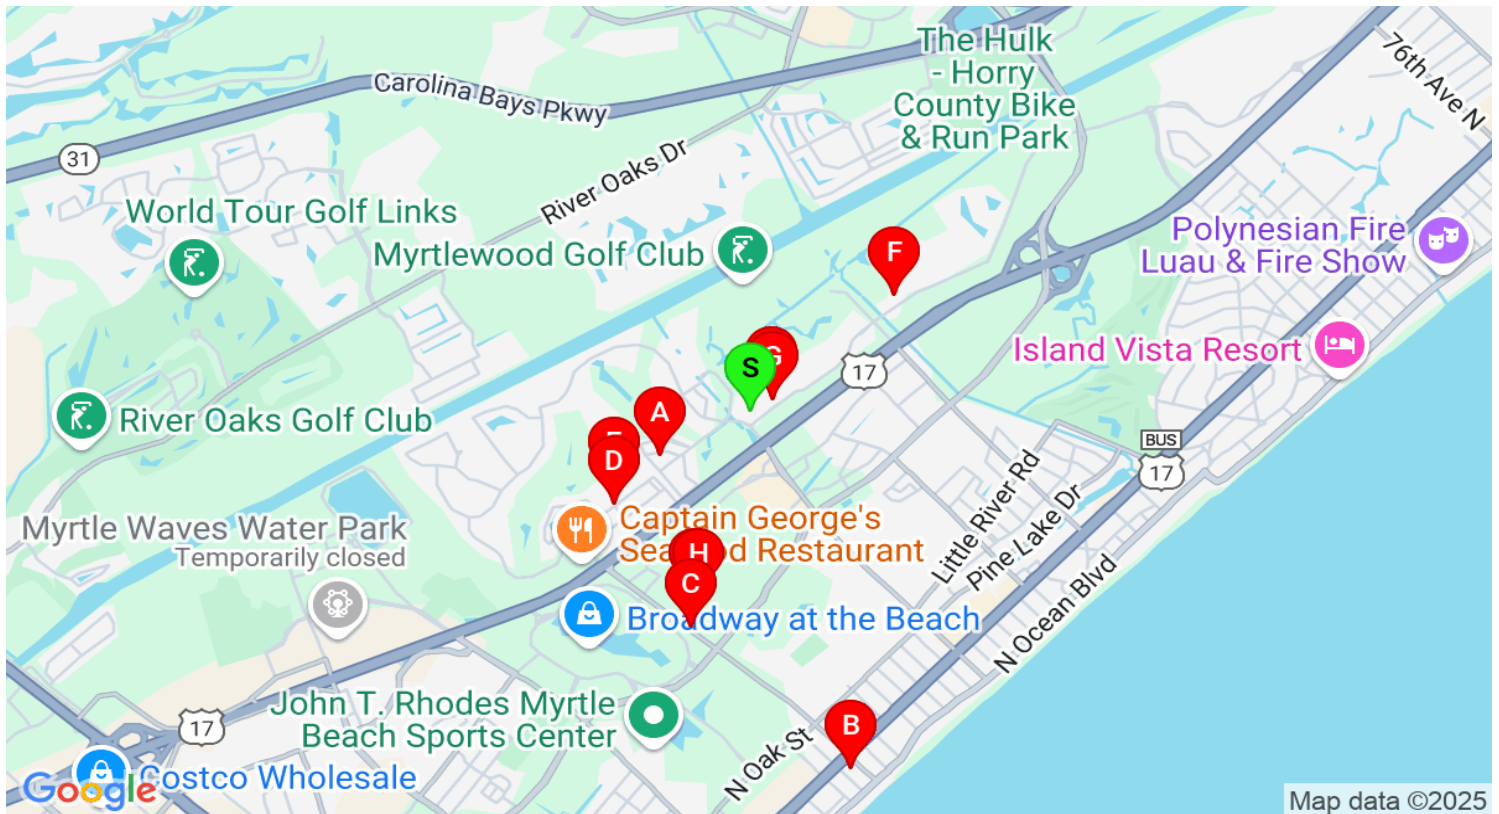 The Hulk
- Horry
County Bike
& Run Park
76th Ave N
Carolina Bays Pkwy
31
River Oaks Dr
World Tour Golf Links
Myrtlewood Golf Club
F
Polynesian Fire
Luau & Fire Show
Island Vista Resort
G
S
17
A
River Oaks Golf Club
D
BUS
17
Little River Rd
Pine Lake Dr
N Ocean Blvd
Myrtle Waves Water Park
Temporarily closed
Captain George's
Restaurant
H
C
Broadway at the Beach
John T. Rhodes Myrtle
Beach Sports Center
17
B
N Oak St
Costco Wholesale
Google
Map data ©2025